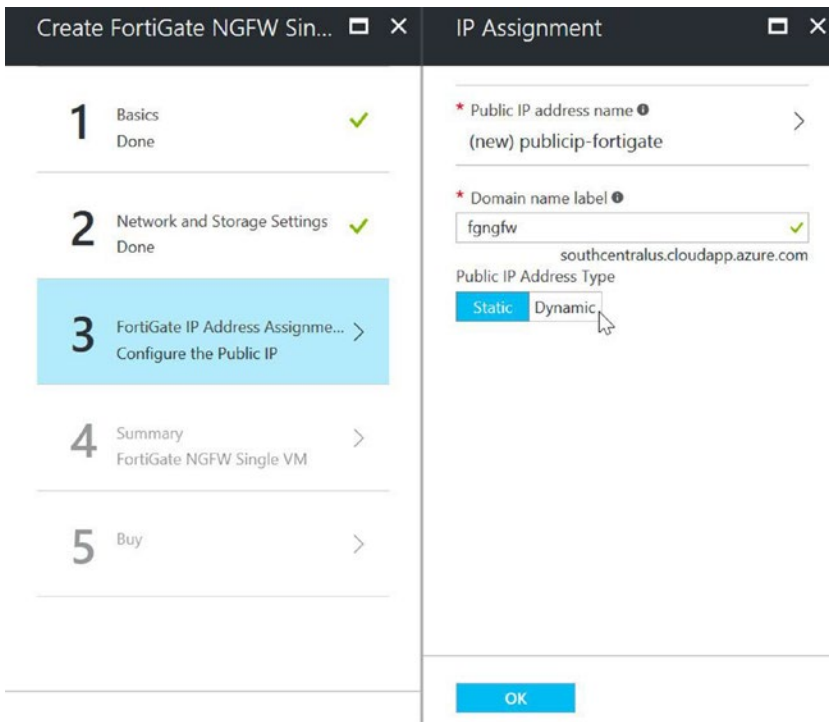 Create FortiGate NGFW Sin...
1
Basics
Done
2
Network and Storage Settings
Done
3
FortiGate IP Address Assignme...
Configure the Public IP
4
Summary
FortiGate NGFW Single VM
5
Buy
IP Assignment
* Public IP address name
(new) publicip-fortigate
* Domain name label
fgngfw
southcentralus.cloudapp.azure.com
Public IP Address Type
Static Dynamic
OK